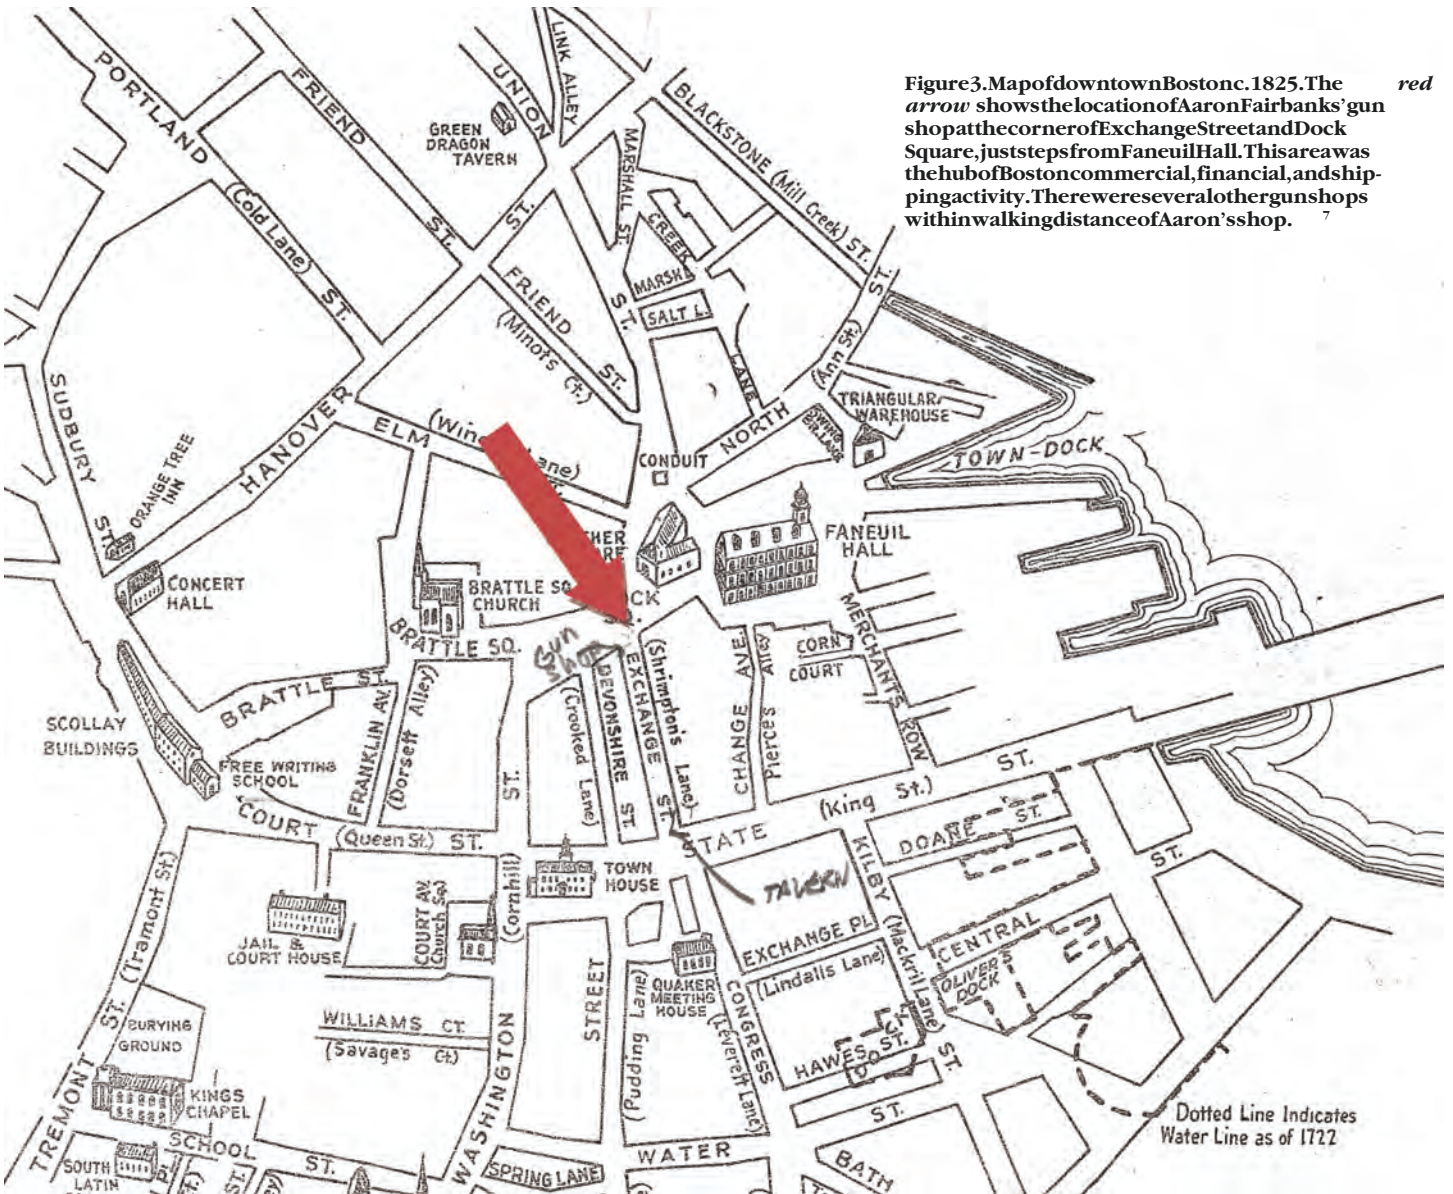 Figure3.MapofdowntownBostonc.1825.The red
arrow showsthelocationofAaronFairbanks'gun
shopatthecornerofExchangeStreetandDock
Square,juststepsfromFaneuilHall.Thisareawas
thehubofBostoncommercial,financial,andship-
pingactivity.Therewereseveralothergunshops
withinwalkingdistanceofAaron'sshop. 7
PORTLAND
ST.
(Cold Lane)
FRIEND
ST.
UNION
ST.
LINK ALLEY
GREEN
DRAGON
TAVERN
BLACKSTONE (Mill Creek) ST.
MARSHALL ST.
CREEK
LANE
MARSH
SALT L.
FRIEND
ST.
(Minots Ct.)
ST.
SUDBURY
ST.
ORANGE TREE
INN
HANOVER
ELM
CONDUIT
NORTH
ST.
(Ann St.)
SWING
BRIDGE
TRIANGULAR
WAREHOUSE
TOWN-DOCK
FANEUIL
HALL
CONCERT
HALL
BRATTLE SQ
CHURCH
BRATTLE SQ.
Gun
Shop
BRATTLE ST.
SCOLLAY
BUILDINGS
FREE WRITING
SCHOOL
FRANKLIN AV.
(Dorsett Alley)
(Crooked Lane)
DEVONSHIRE ST.
EXCHANGE ST.
(Shrimpton's Lane)
CHANGE AVE.
Pierces Alley
CORN
COURT
MERCHANTS ROW
COURT ST.
(Queen St.)
STATE ST.
(King St.)
TAVERN
TOWN
HOUSE
JAIL &
COURT HOUSE
COURT AV.
Church Sq.)
WASHINGTON
ST.
(Cornhill)
KILBY
ST.
(Mackril Lane)
DOANE ST.
ST.
EXCHANGE PL
(Lindalls Lane)
CENTRAL
OLIVER'S
DOCK
QUAKER
MEETING
HOUSE
CONGRESS
(Leverett Lane)
HAWES ST.
STREET
(Pudding Lane)
WILLIAMS CT.
(Savage's Ct.)
TREMONT ST. (Tramont St.)
BURYING
GROUND
KINGS
CHAPEL
SCHOOL ST.
SOUTH
LATIN
SPRING LANE
WATER
ST.
BATH
Dotted Line Indicates
Water Line as of 1722